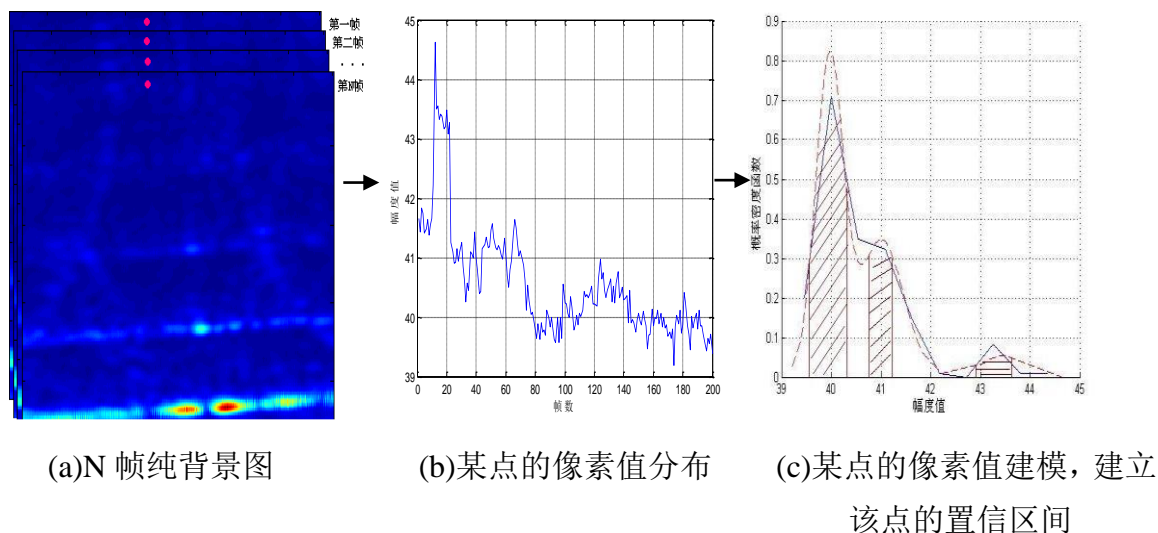 第一帧
第二帧
. . .
第N帧
45
44
43
42
41
40
39
幅度值
0 20 40 60 80 100 120 140 160 180 200
帧数
0.9
0.8
0.7
0.6
0.5
0.4
0.3
0.2
0.1
0
概率密度函数
39 40 41 42 43 44 45
幅度值
(a)N 帧纯背景图
(b)某点的像素值分布
(c)某点的像素值建模，建立
该点的置信区间